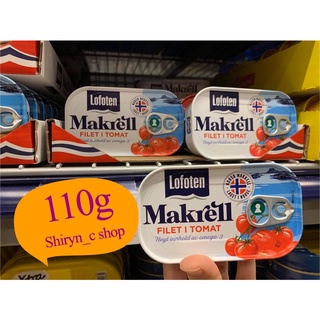 Lofoten
Makrell
FILET I TOMAT
Lofoten
Makrell
FILET I TOMAT
Lofoten
Makrell
FILET I TOMAT
Høyt innhold av omega-3
110g
Shiryn_c shop